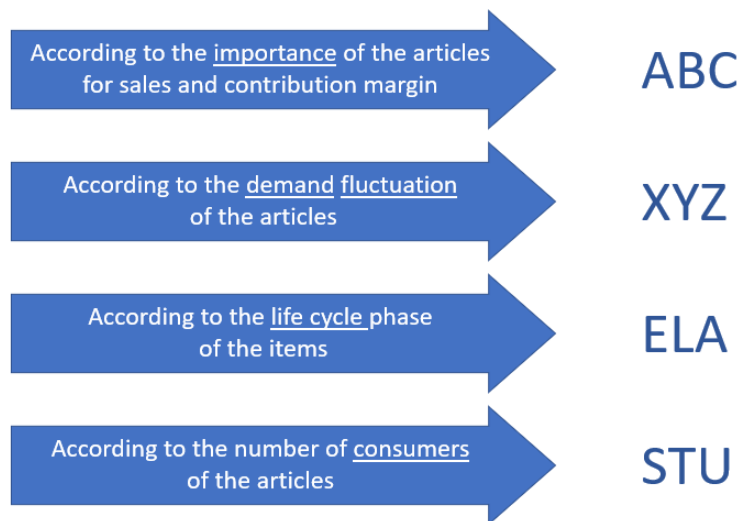 According to the importance of the articles
for sales and contribution margin
ABC
According to the demand fluctuation
of the articles
XYZ
According to the life cycle phase
of the items
ELA
According to the number of consumers
of the articles
STU